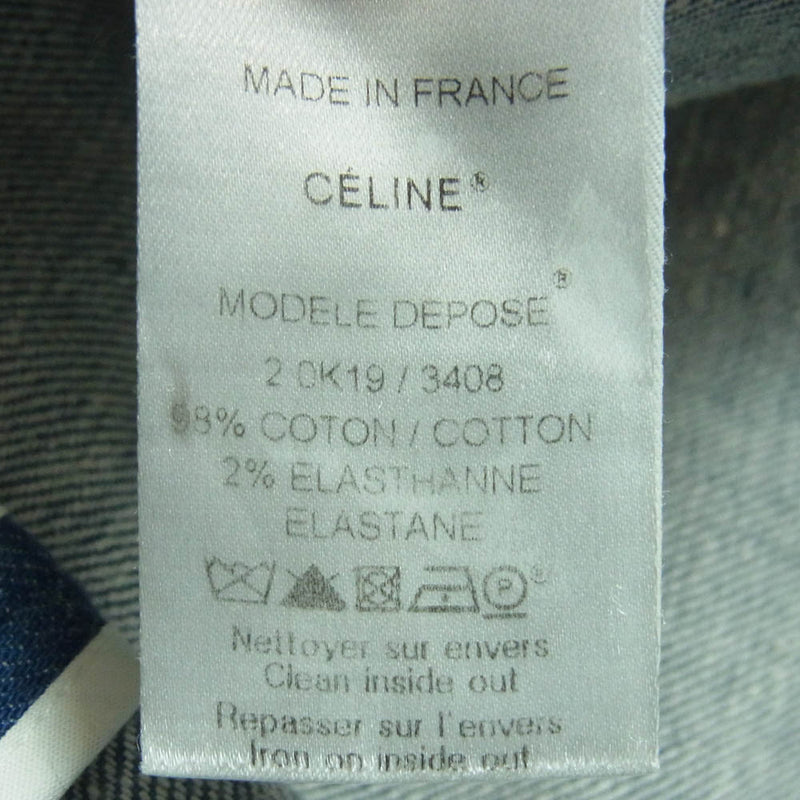 MADE IN FRANCE
CÉLINE®
MODELE DEPOSE®
2 0K19 / 3408
98% COTON / COTTON
2% ELASTHANNE
ELASTANE
P
Nettoyer sur envers
Clean inside out
Repasser sur l'envers
Iron on inside out